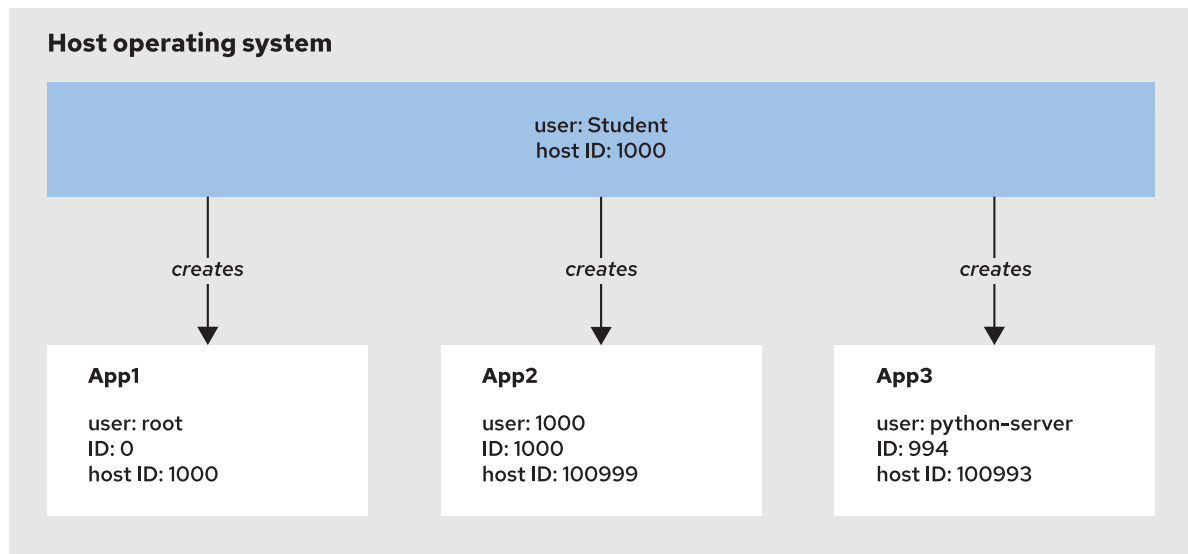 Host operating system
user: Student
host ID: 1000
creates
creates
creates
App1
user: root
ID: 0
host ID: 1000
App2
user: 1000
ID: 1000
host ID: 100999
App3
user: python-server
ID: 994
host ID: 100993